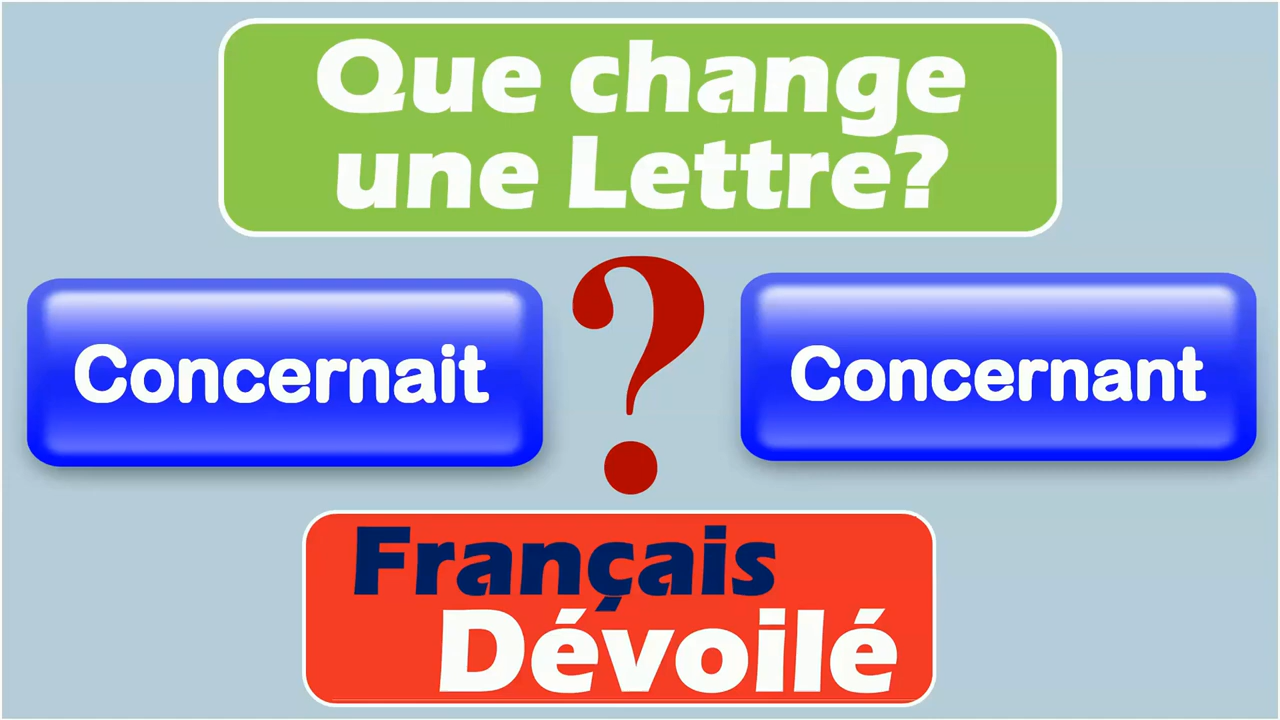 Que change
une Lettre?
Concernait
?
Concernant
Français
Dévoilé